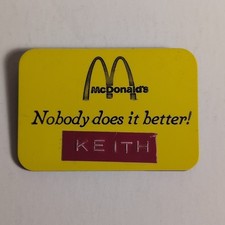 McDonald's
Nobody does it better!
KEITH